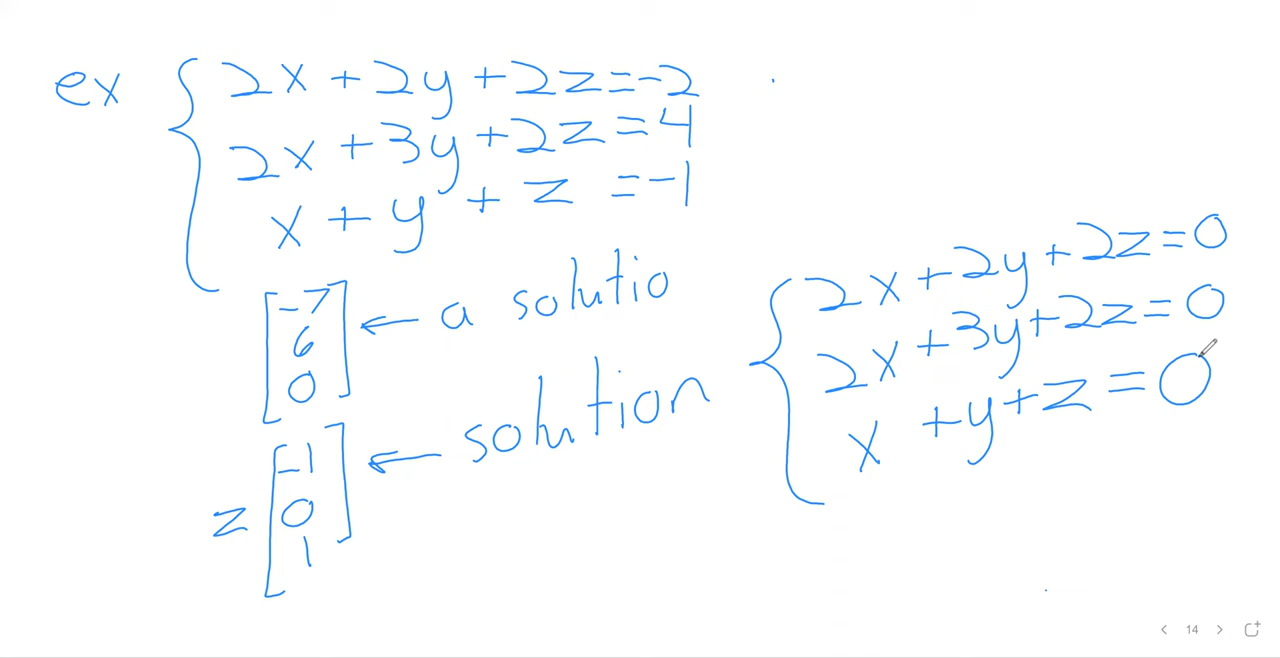 ex { 2x + 2y + 2z = -2
2x + 3y + 2z = 4
x + y + z = -1
[-7 6 0] ← a solutio
z [-1 0 1] ← solution
{ 2x + 2y + 2z = 0
2x + 3y + 2z = 0
x + y + z = 0
14